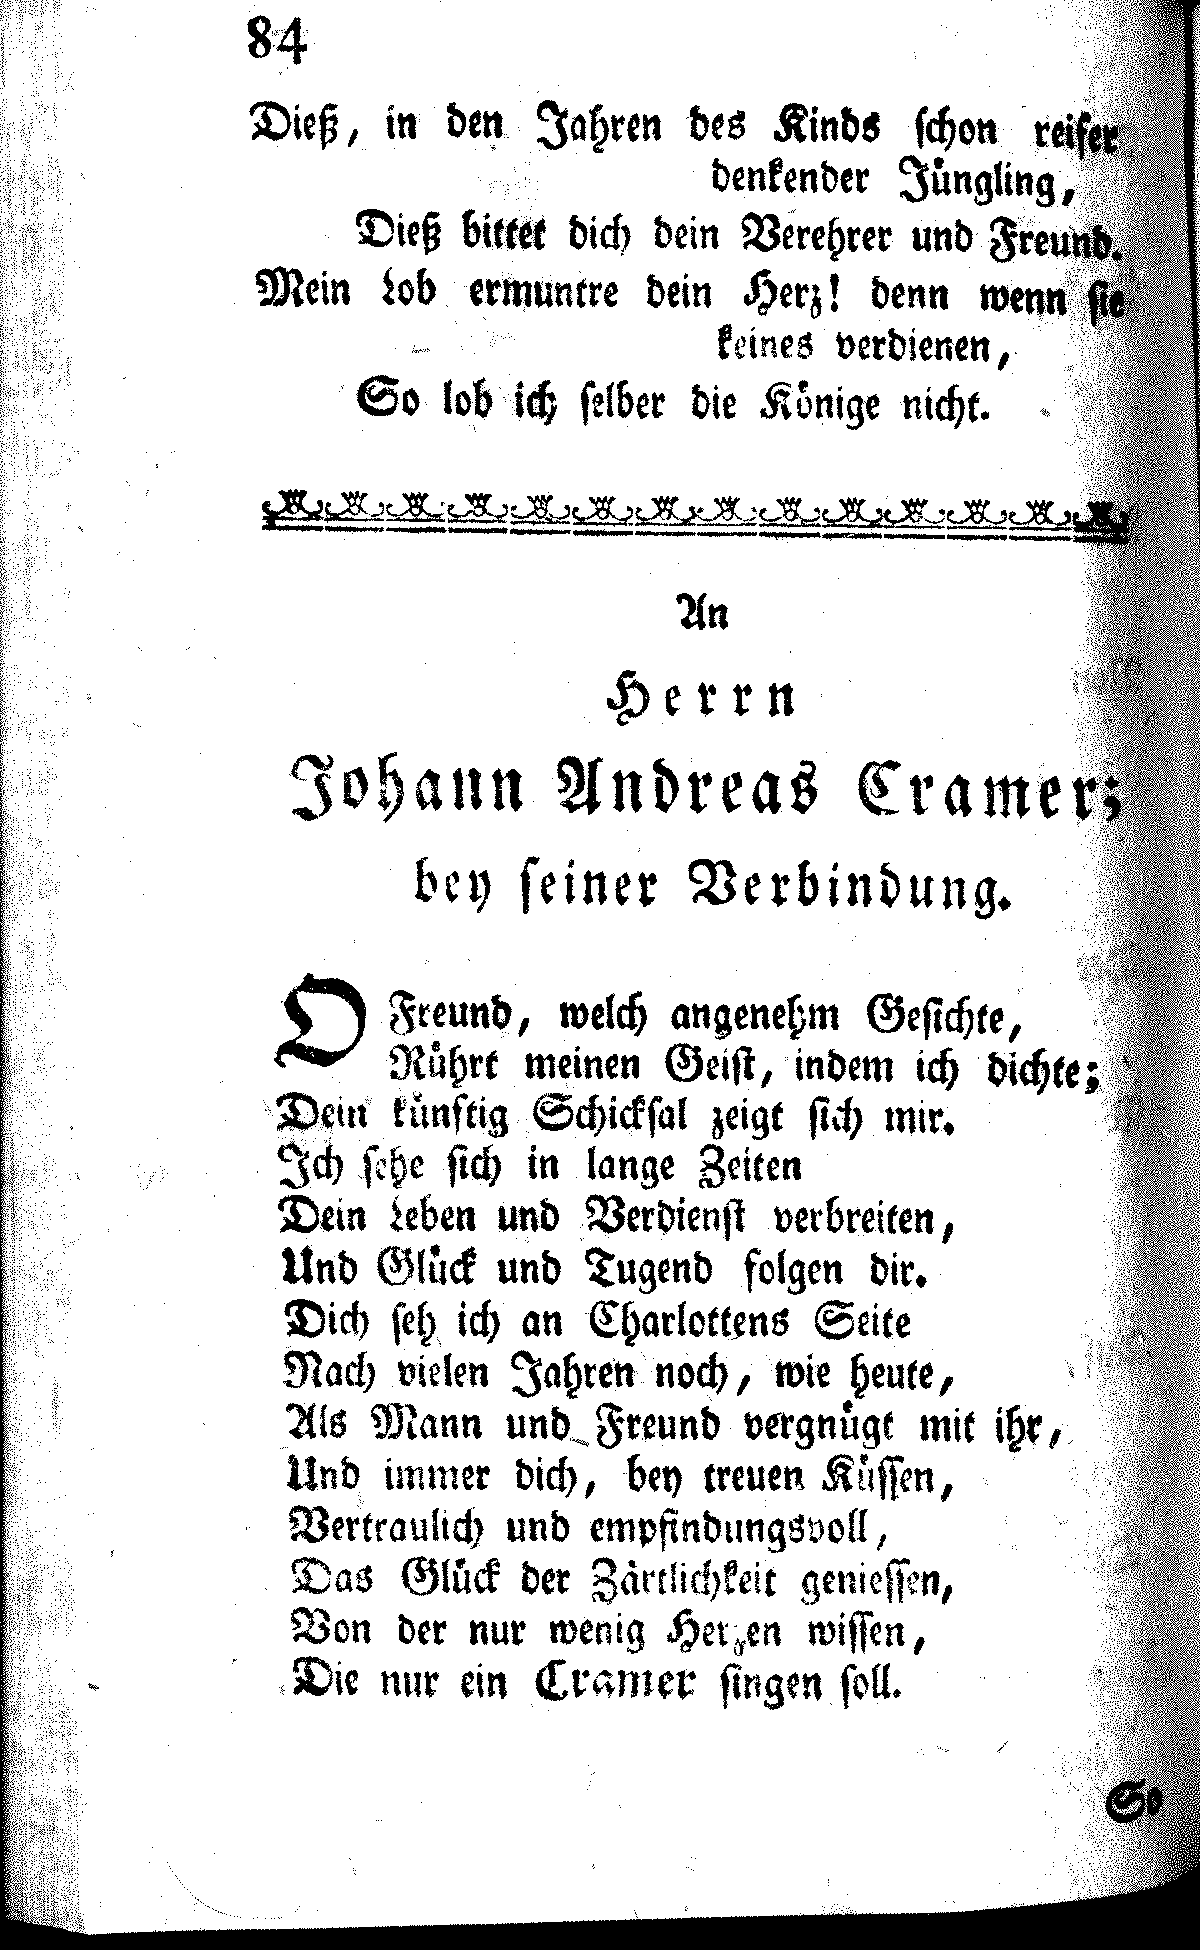 84
Dieß, in den Jahren des Kinds schon reifer
denkender Jüngling,
Dieß bittet dich dein Verehrer und Freund.
Mein Lob ermuntre dein Herz! denn wenn sie
keines verdienen,
So lob ich selber die Könige nicht.
An
Herrn
Johann Andreas Cramer;
bey seiner Verbindung.
O Freund, welch angenehm Gesichte,
Rührt meinen Geist, indem ich dichte;
Dein künftig Schicksal zeigt sich mir.
Ich sehe sich in lange Zeiten
Dein Leben und Verdienst verbreiten,
Und Glück und Tugend folgen dir.
Dich seh ich an Charlottens Seite
Nach vielen Jahren noch, wie heute,
Als Mann und Freund vergnügt mit ihr,
Und immer dich, bey treuen Küssen,
Vertraulich und empfindungsvoll,
Das Glück der Zärtlichkeit geniessen,
Von der nur wenig Herzen wissen,
Die nur ein Cramer singen soll.
So